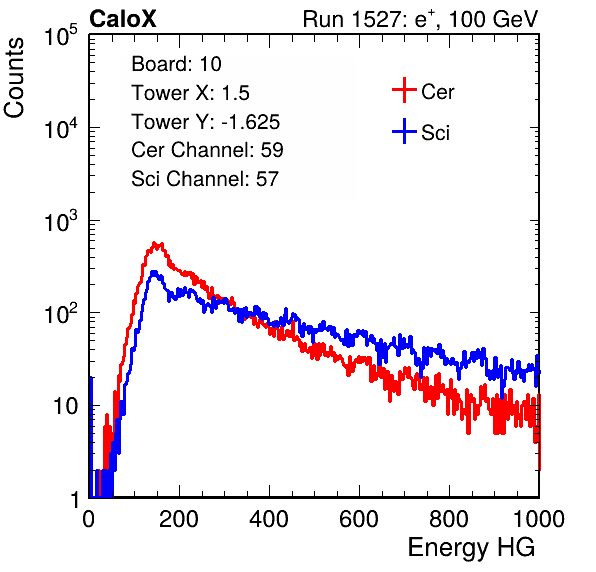 CaloX Run 1527: e⁺, 100 GeV
Counts
Board: 10
Tower X: 1.5
Tower Y: -1.625
Cer Channel: 59
Sci Channel: 57
Cer
Sci
10⁵
10⁴
10³
10²
10
1
0 200 400 600 800 1000
Energy HG